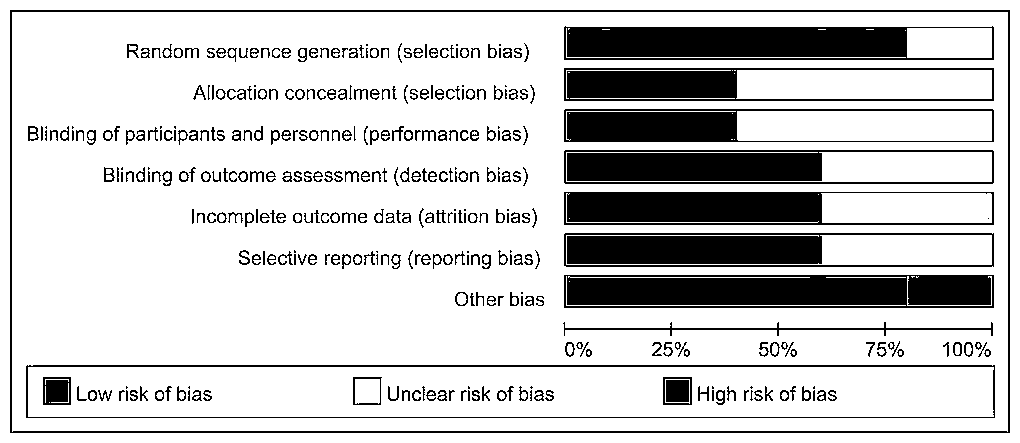 Random sequence generation (selection bias)
Allocation concealment (selection bias)
Blinding of participants and personnel (performance bias)
Blinding of outcome assessment (detection bias)
Incomplete outcome data (attrition bias)
Selective reporting (reporting bias)
Other bias
0% 25% 50% 75% 100%
Low risk of bias Unclear risk of bias High risk of bias